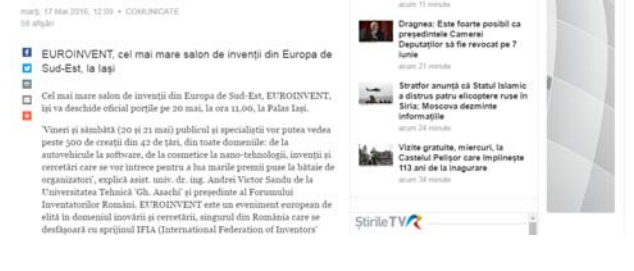 marți, 17 Mai 2016, 12:09 • COMUNICATE
59 afișări
EUROINVENT, cel mai mare salon de invenții din Europa de
Sud-Est, la Iași
Cel mai mare salon de invenții din Europa de Sud-Est, EUROINVENT,
își va deschide oficial porțile pe 20 mai, la ora 11,00, la Palas Iași.
'Vineri și sâmbătă (20 și 21 mai) publicul și specialiștii vor putea vedea
peste 500 de creații din 42 de țări, din toate domeniile: de la
autovehicule la software, de la cosmetice la nano-tehnologii, invenții și
cercetări care se vor întrece pentru a lua marile premii puse la bătaie de
organizatori', explică asist. univ. dr. ing. Andrei Victor Sandu de la
Universitatea Tehnică 'Gh. Asachi' și președinte al Forumului
Inventatorilor Români. EUROINVENT este un eveniment european de
elită în domeniul inovării și cercetării, singurul din România care se
desfășoară cu sprijinul IFIA (International Federation of Inventors'
acum 11 minute
Dragnea: Este foarte posibil ca
președintele Camerei
Deputaților să fie revocat pe 7
iunie
acum 21 minute
Stratfor anunță că Statul Islamic
a distrus patru elicoptere ruse în
Siria; Moscova dezminte
informațiile
acum 24 minute
Vizite gratuite, miercuri, la
Castelul Pelișor care împlinește
113 ani de la inaugurare
acum 34 minute
ȘtirileTV